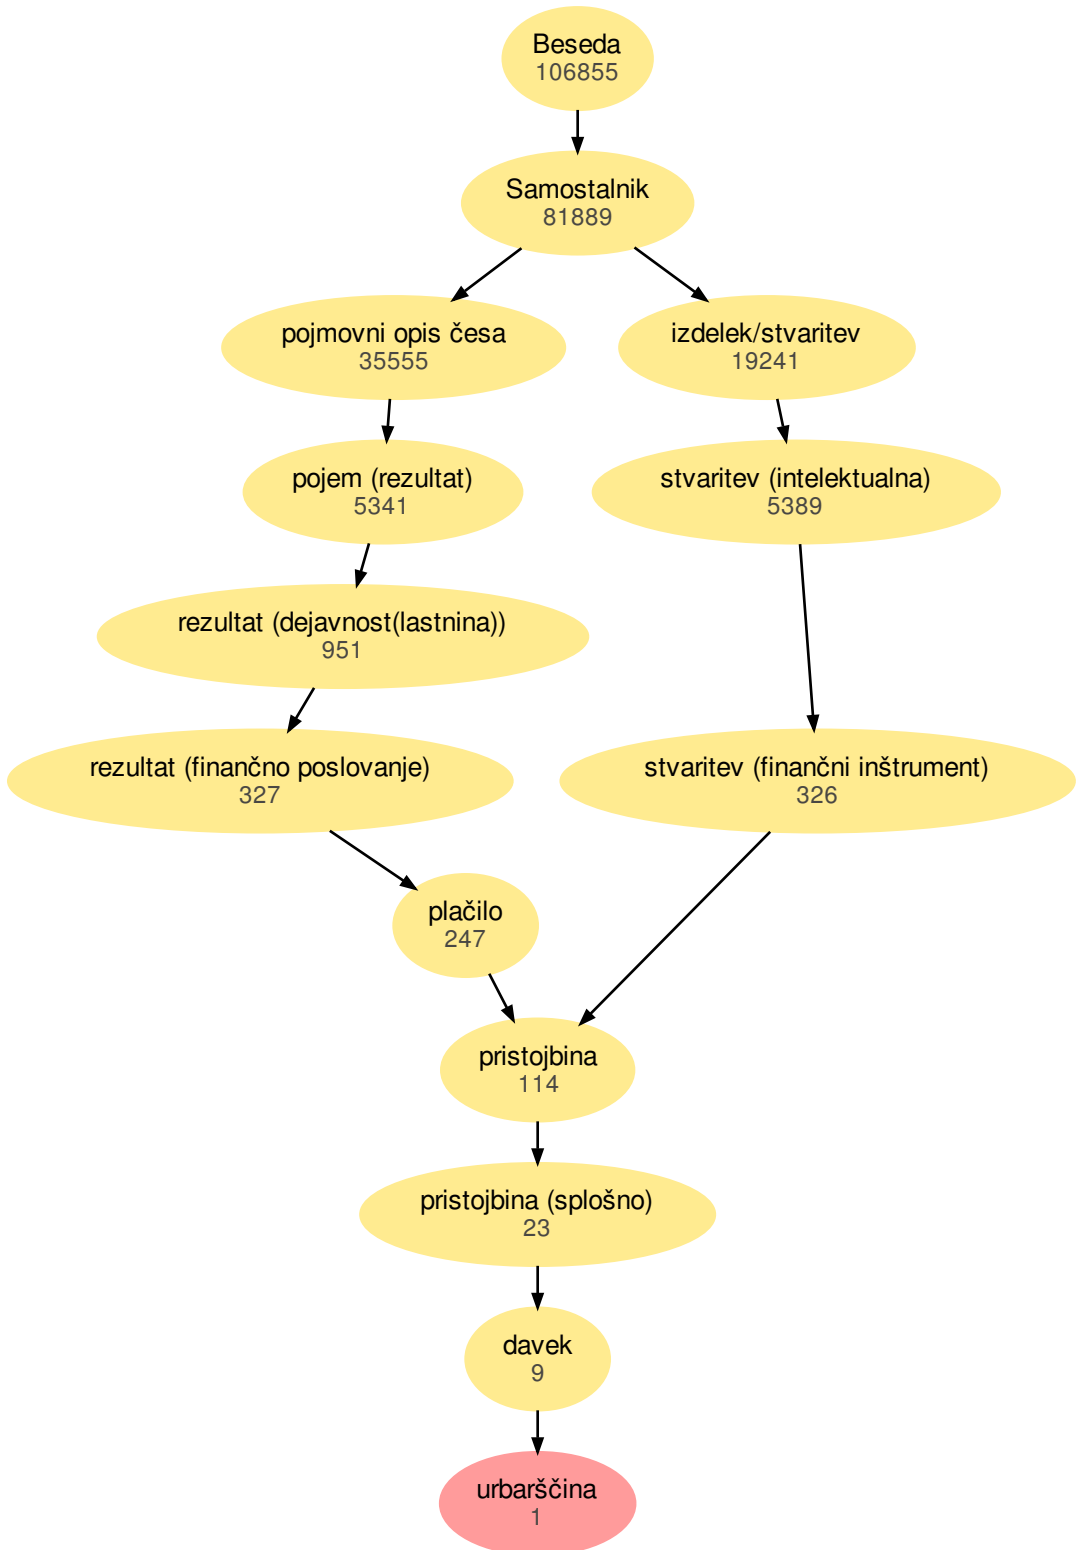 Beseda
106855
Samostalnik
81889
pojmovni opis česa
35555
izdelek/stvaritev
19241
pojem (rezultat)
5341
stvaritev (intelektualna)
5389
rezultat (dejavnost(lastnina))
951
rezultat (finančno poslovanje)
327
stvaritev (finančni inštrument)
326
plačilo
247
pristojbina
114
pristojbina (splošno)
23
davek
9
urbarščina
1